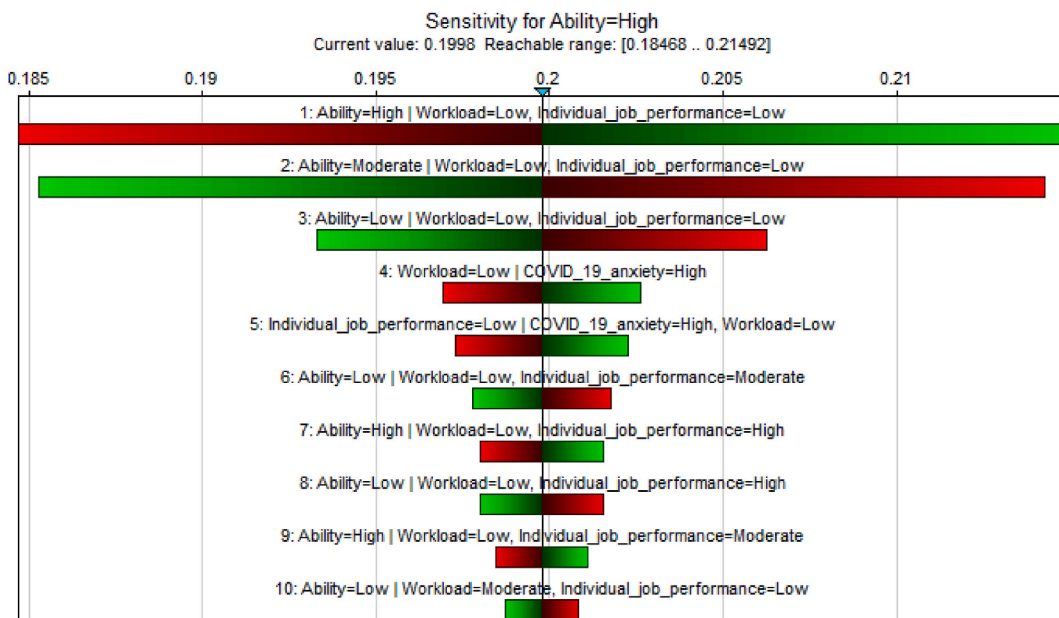 Sensitivity for Ability=High
Current value: 0.1998 Reachable range: [0.18468 .. 0.21492]
0.185 0.19 0.195 0.2 0.205 0.21
1: Ability=High | Workload=Low, Individual_job_performance=Low
2: Ability=Moderate | Workload=Low, Individual_job_performance=Low
3: Ability=Low | Workload=Low, Individual_job_performance=Low
4: Workload=Low | COVID_19_anxiety=High
5: Individual_job_performance=Low | COVID_19_anxiety=High, Workload=Low
6: Ability=Low | Workload=Low, Individual_job_performance=Moderate
7: Ability=High | Workload=Low, Individual_job_performance=High
8: Ability=Low | Workload=Low, Individual_job_performance=High
9: Ability=High | Workload=Low, Individual_job_performance=Moderate
10: Ability=Low | Workload=Moderate, Individual_job_performance=Low